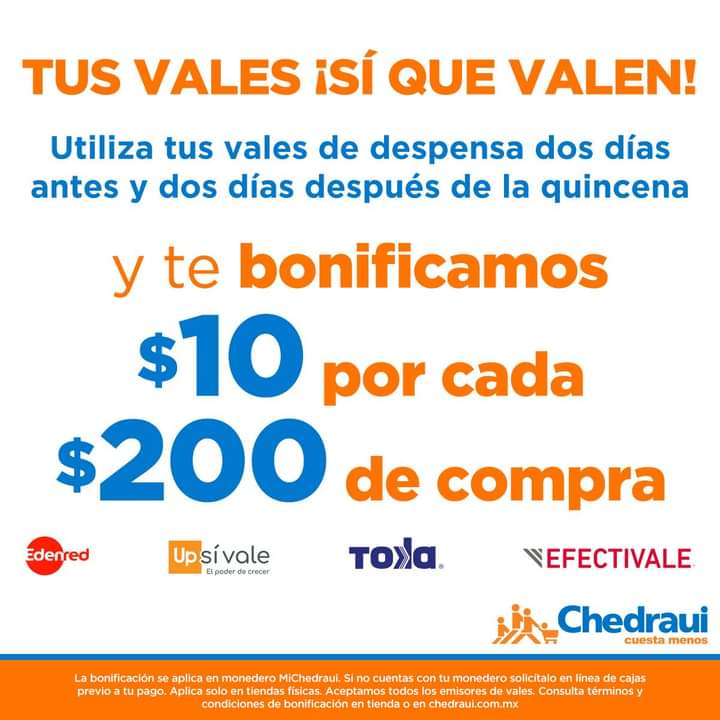 TUS VALES ¡SÍ QUE VALEN!
Utiliza tus vales de despensa dos días
antes y dos días después de la quincena
y te bonificamos
$10 por cada
$200 de compra
Edenred
Up sí vale
El poder de crecer
TOKA
EFECTIVALE
Chedraui
cuesta menos
La bonificación se aplica en monedero MiChedraui. Si no cuentas con tu monedero solicítalo en línea de cajas
previo a tu pago. Aplica solo en tiendas físicas. Aceptamos todos los emisores de vales. Consulta términos y
condiciones de bonificación en tienda o en chedraui.com.mx